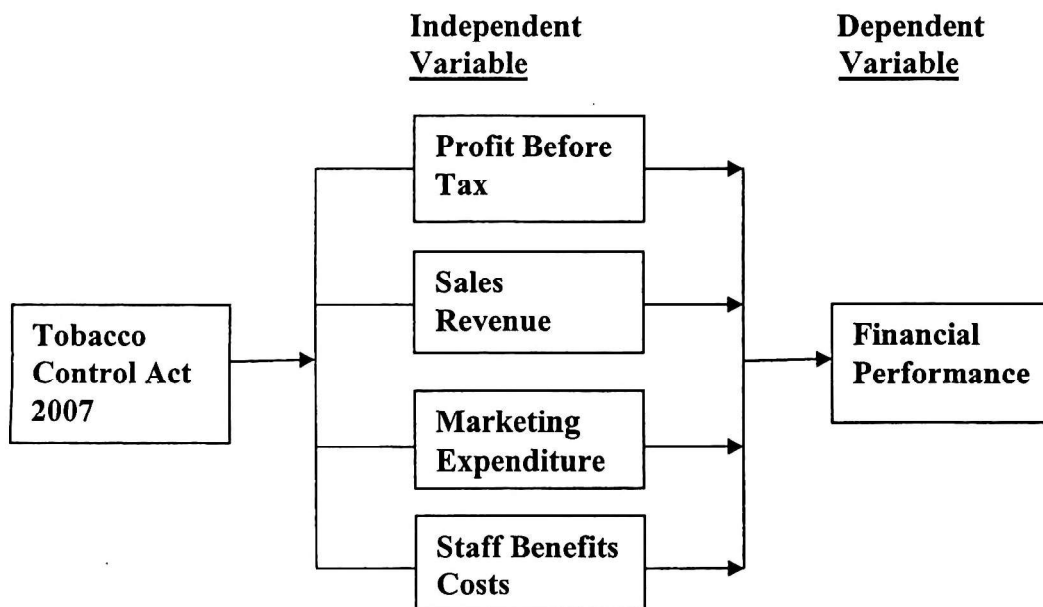 Independent
Variable
Dependent
Variable
Profit Before
Tax
Sales
Revenue
Tobacco
Control Act
2007
Financial
Performance
Marketing
Expenditure
Staff Benefits
Costs